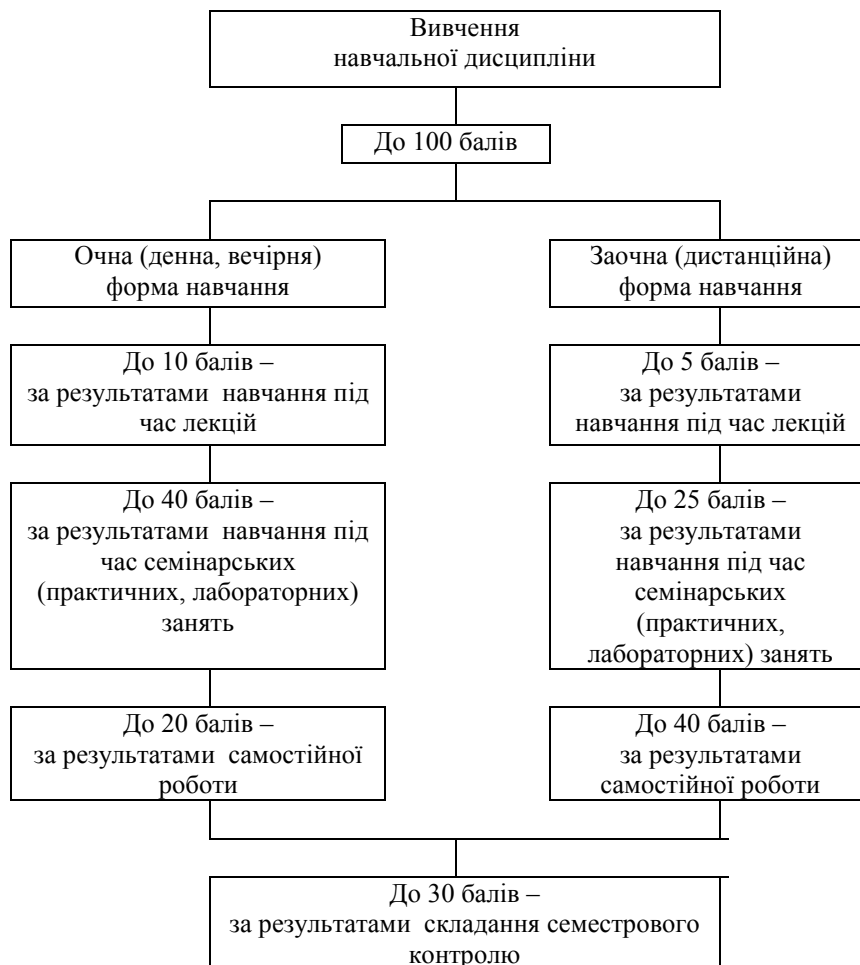 Вивчення
навчальної дисципліни
До 100 балів
Очна (денна, вечірня)
форма навчання
Заочна (дистанційна)
форма навчання
До 10 балів –
за результатами навчання під
час лекцій
До 5 балів –
за результатами
навчання під час лекцій
До 40 балів –
за результатами навчання під
час семінарських
(практичних, лабораторних)
занять
До 25 балів –
за результатами
навчання під час
семінарських
(практичних,
лабораторних) занять
До 20 балів –
за результатами самостійної
роботи
До 40 балів –
за результатами
самостійної роботи
До 30 балів –
за результатами складання семестрового
контролю